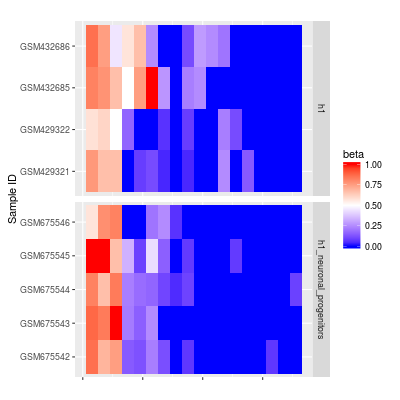 GSM432686
GSM432685
GSM429322
GSM429321
h1
GSM675546
GSM675545
GSM675544
GSM675543
GSM675542
h1_neuronal_progenitors
Sample ID
beta
1.00
0.75
0.50
0.25
0.00